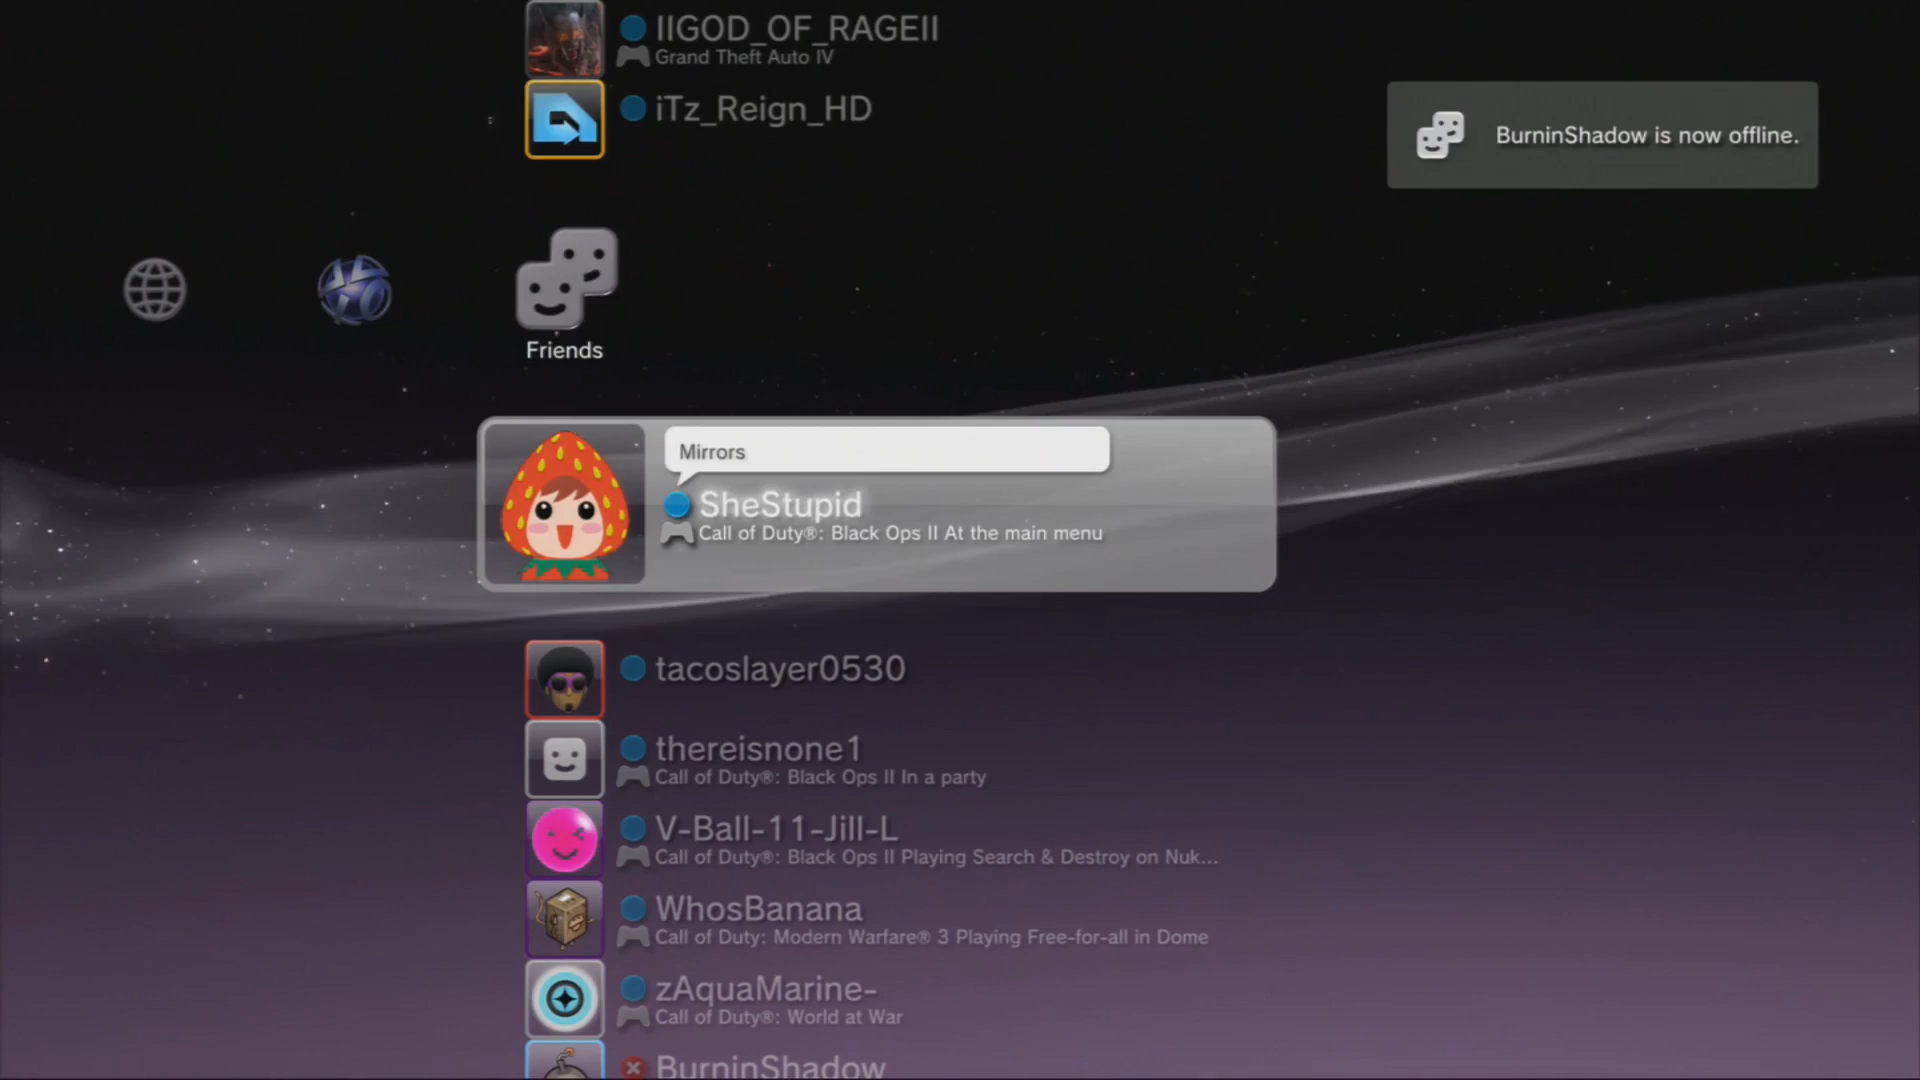 IIGOD_OF_RAGEII
Grand Theft Auto IV
iTz_Reign_HD
BurninShadow is now offline.
Friends
Mirrors
SheStupid
Call of Duty®: Black Ops II At the main menu
tacoslayer0530
thereisnone1
Call of Duty®: Black Ops II In a party
V-Ball-11-Jill-L
Call of Duty®: Black Ops II Playing Search & Destroy on Nuk...
WhosBanana
Call of Duty: Modern Warfare® 3 Playing Free-for-all in Dome
zAquaMarine-
Call of Duty®: World at War
BurninShadow